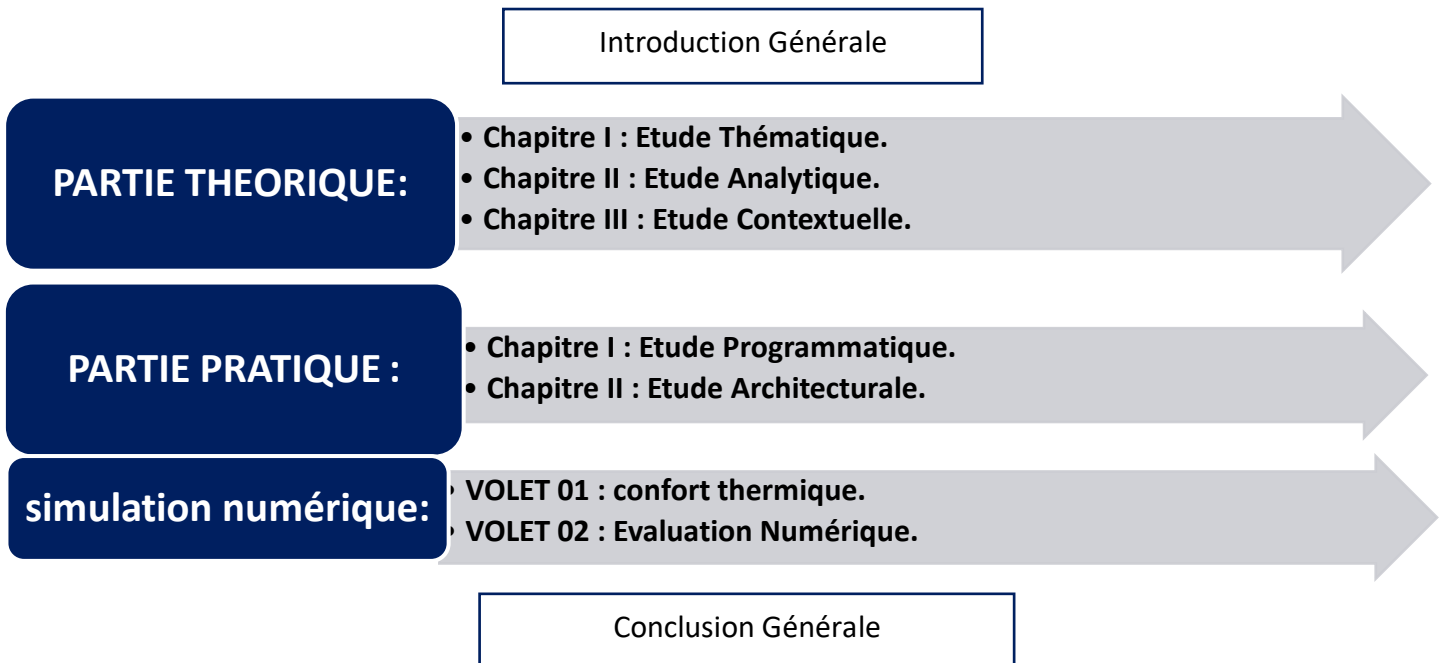 Introduction Générale
PARTIE THEORIQUE:
• Chapitre I : Etude Thématique.
• Chapitre II : Etude Analytique.
• Chapitre III : Etude Contextuelle.
PARTIE PRATIQUE :
• Chapitre I : Etude Programmatique.
• Chapitre II : Etude Architecturale.
simulation numérique:
• VOLET 01 : confort thermique.
• VOLET 02 : Evaluation Numérique.
Conclusion Générale